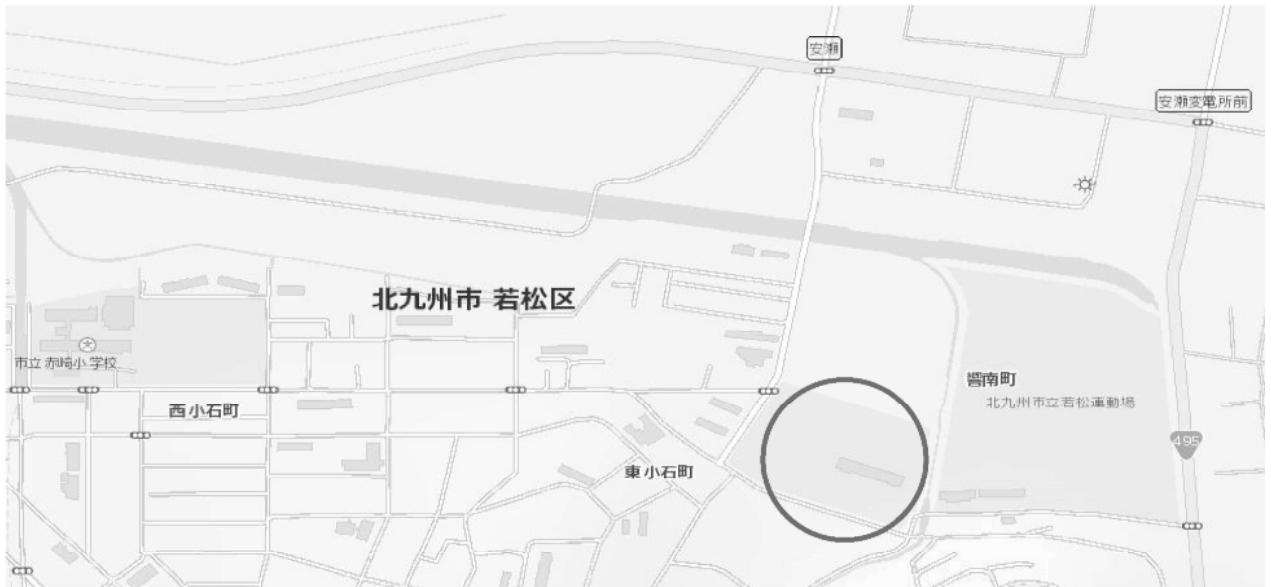 安瀬
安瀬変電所前
北九州市 若松区
市立赤崎小学校
響南町
北九州市立若松運動場
西小石町
495
東小石町